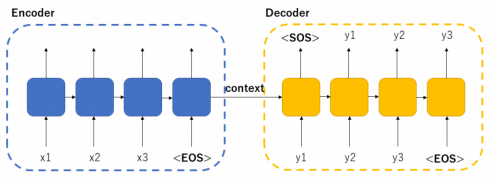 Encoder
Decoder
<SOS> y1 y2 y3
context
x1 x2 x3 <EOS>
y1 y2 y3 <EOS>